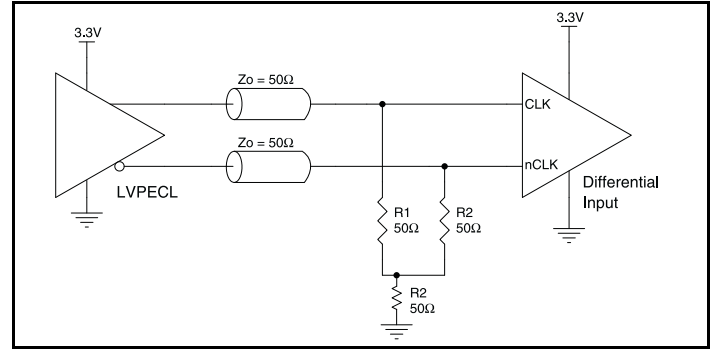 3.3V
3.3V
Zo = 50Ω
CLK
Zo = 50Ω
nCLK
LVPECL
Differential
Input
R1
50Ω
R2
50Ω
R2
50Ω